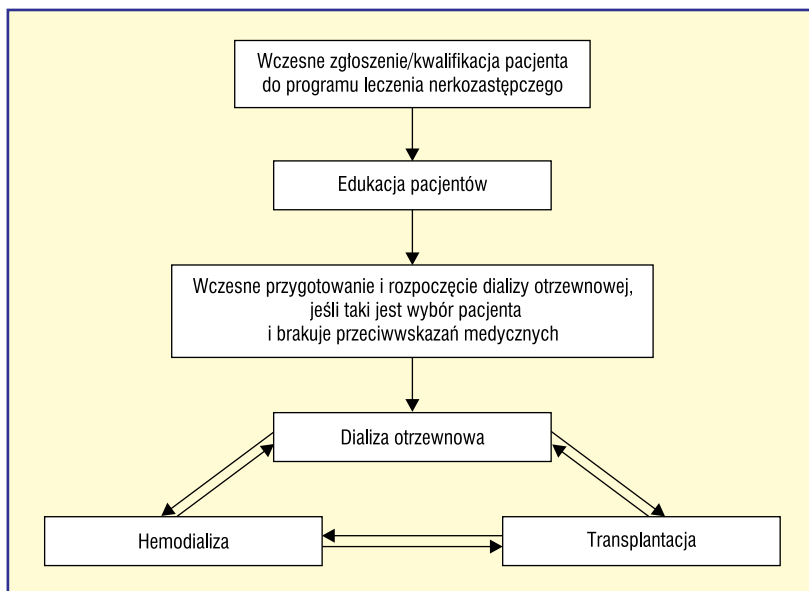 Wczesne zgłoszenie/kwalifikacja pacjenta
do programu leczenia nerkozastępczego
Edukacja pacjentów
Wczesne przygotowanie i rozpoczęcie dializy otrzewnowej,
jeśli taki jest wybór pacjenta
i brakuje przeciwwskazań medycznych
Dializa otrzewnowa
Hemodializa
Transplantacja